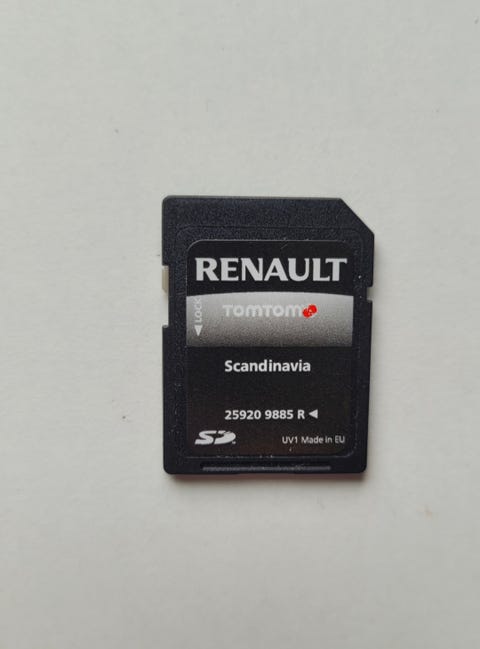 RENAULT
◀ LOCK
TOMTOM
Scandinavia
25920 9885 R ◀
SD
UV1 Made in EU